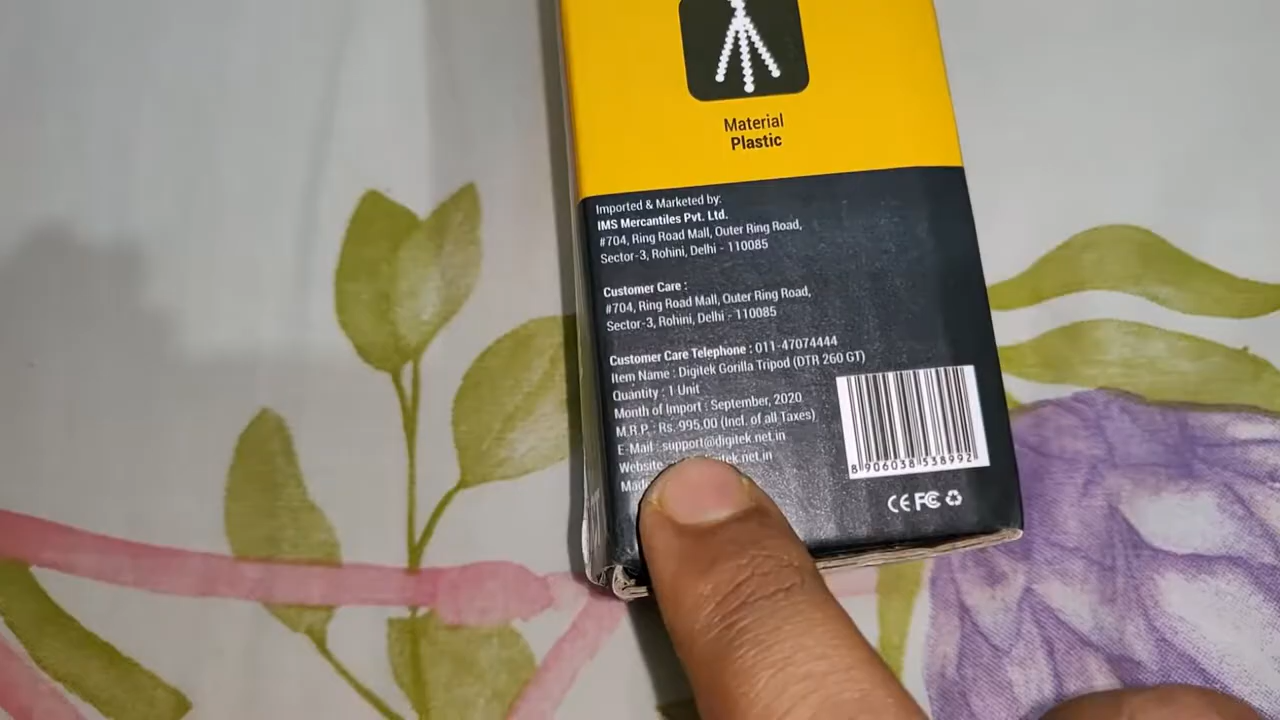 Material
Plastic
Imported & Marketed by:
IMS Mercantiles Pvt. Ltd.
#704, Ring Road Mall, Outer Ring Road,
Sector-3, Rohini, Delhi - 110085
Customer Care :
#704, Ring Road Mall, Outer Ring Road,
Sector-3, Rohini, Delhi - 110085
Customer Care Telephone : 011-47074444
Item Name : Digitek Gorilla Tripod (DTR 260 GT)
Quantity : 1 Unit
Month of Import : September, 2020
M.R.P. : Rs. 995.00 (Incl. of all Taxes)
E-Mail : support@digitek.net.in
Website
8 906038 538992
CE FC